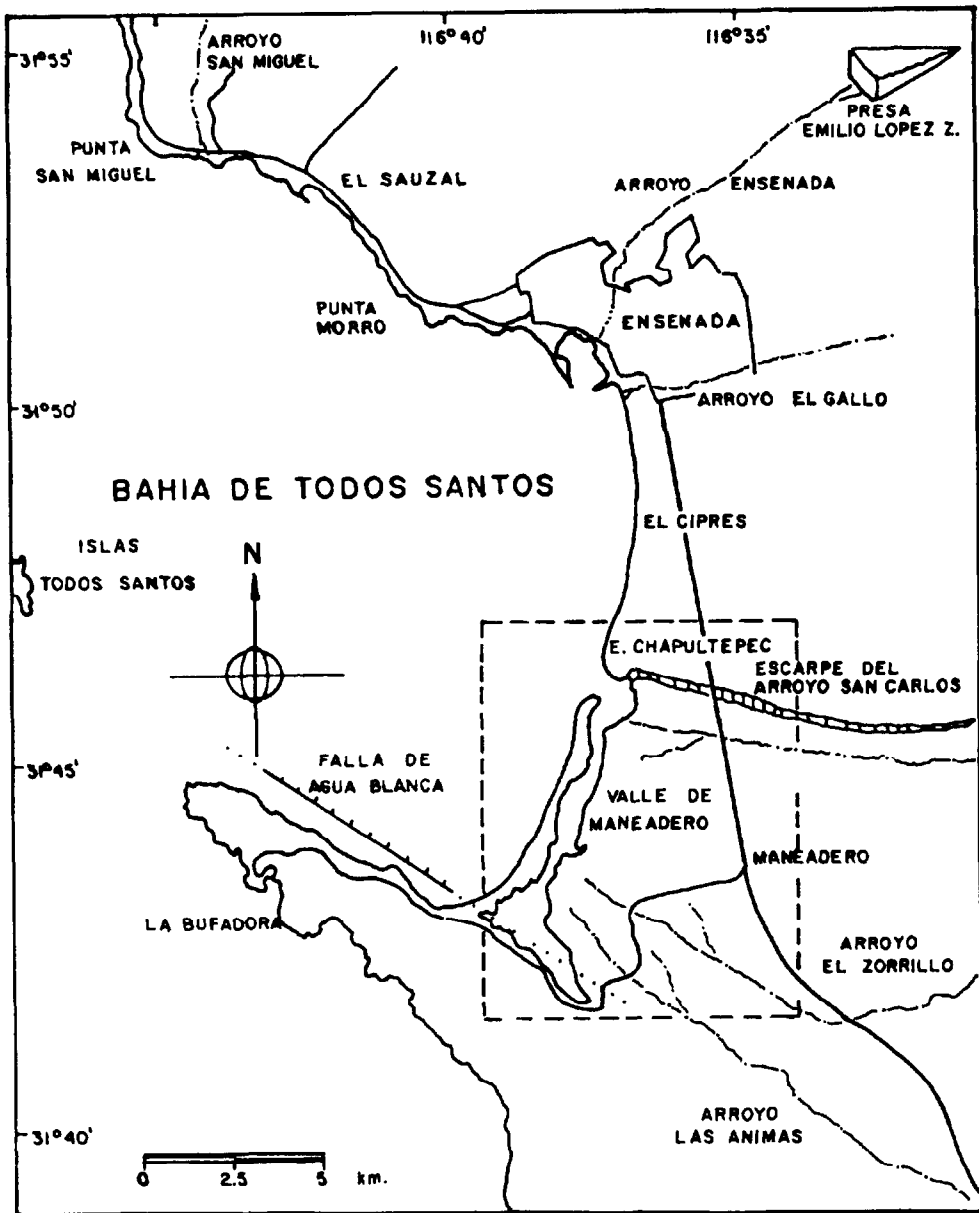 116°40'
116°35'
31°55'
ARROYO
SAN MIGUEL
PRESA
EMILIO LOPEZ Z.
PUNTA
SAN MIGUEL
EL SAUZAL
ARROYO ENSENADA
PUNTA
MORRO
ENSENADA
31°50'
ARROYO EL GALLO
BAHIA DE TODOS SANTOS
EL CIPRES
ISLAS
TODOS SANTOS
N
E. CHAPULTEPEC
ESCARPE DEL
ARROYO SAN CARLOS
31°45'
FALLA DE
AGUA BLANCA
VALLE DE
MANEADERO
MANEADERO
LA BUFADORA
ARROYO
EL ZORRILLO
31°40'
ARROYO
LAS ANIMAS
0 2.5 5 km.